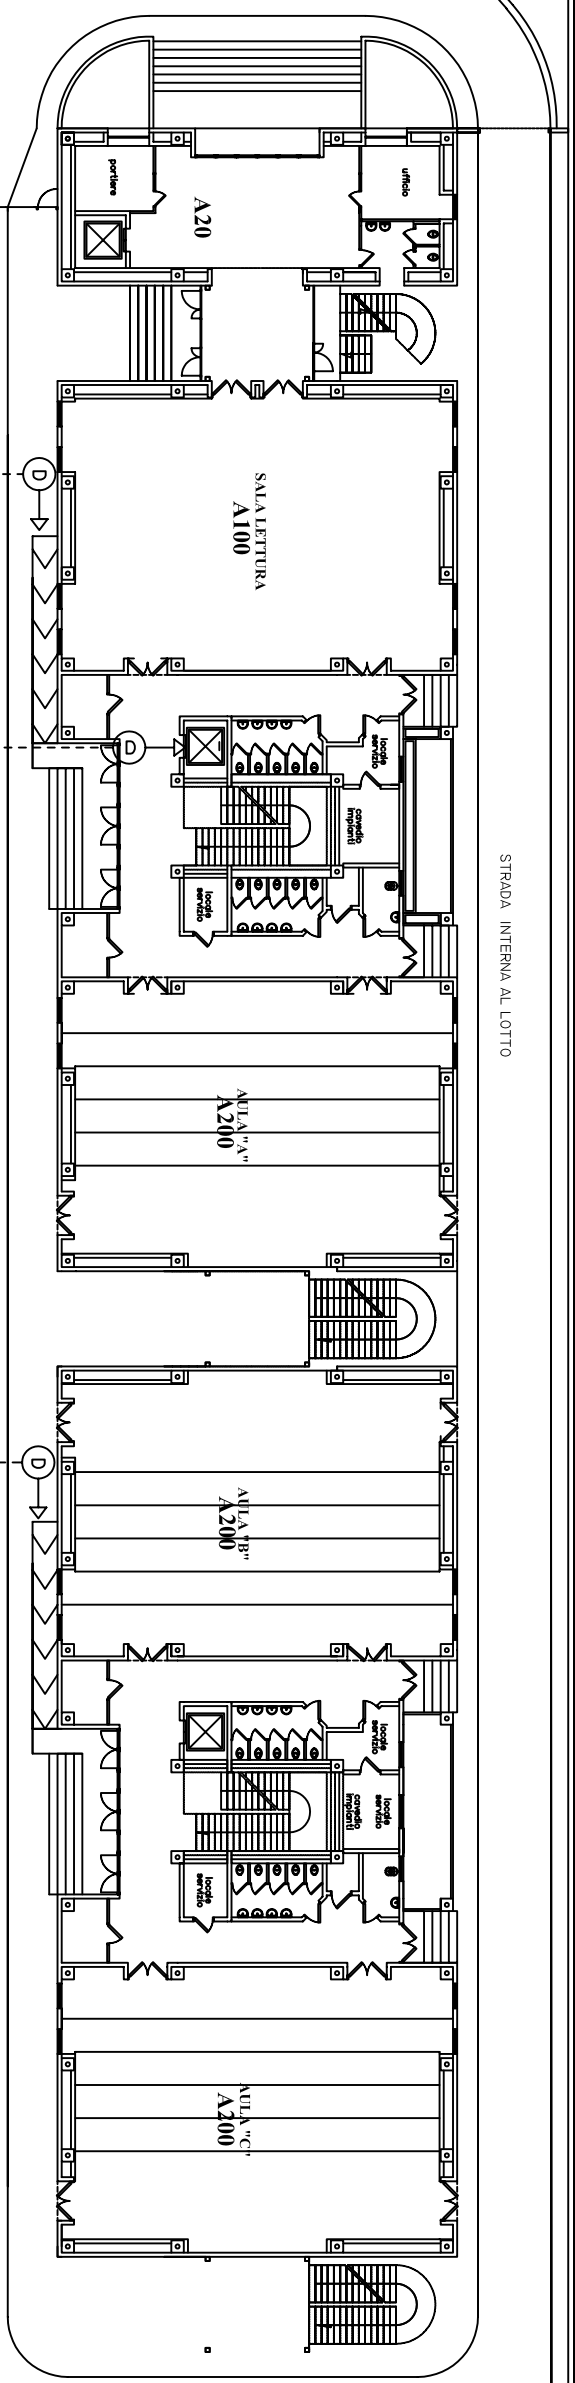 portiere
ufficio
A20
D
SALA LETTURA
A100
D
locale
servizio
cavedio
impianti
locale
servizio
STRADA INTERNA AL LOTTO
AULA "A"
A200
D
AULA "B"
A200
locale
servizio
locale
servizio
cavedio
impianti
locale
servizio
AULA "C"
A200